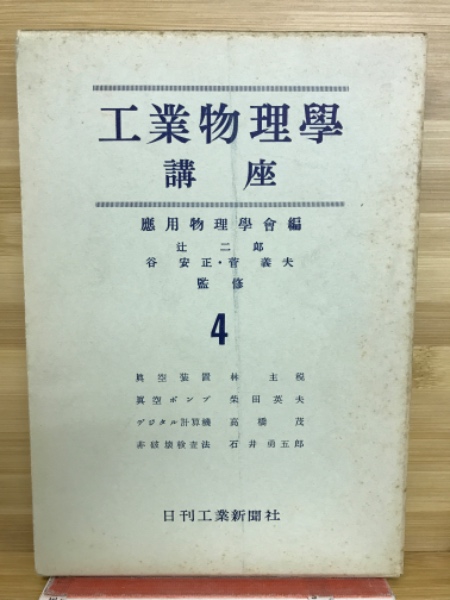 工業物理學
講座
應用物理學會編
辻二郎
谷安正・菅義夫
監修
4
眞空装置 林主税
眞空ポンプ 柴田英夫
デジタル計算機 高橋茂
非破壊検査法 石井勇五郎
日刊工業新聞社